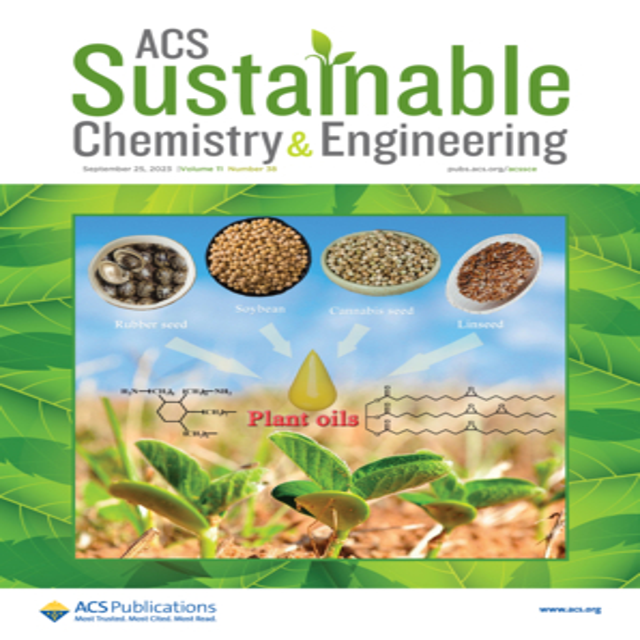 ACS
Sustainable
Chemistry & Engineering
September 25, 2023 | Volume 11 Number 38 pubs.acs.org/acssce
Rubber seed Soybean Cannabis seed Linseed
Plant oils
ACS Publications
Most Trusted. Most Cited. Most Read.
www.acs.org